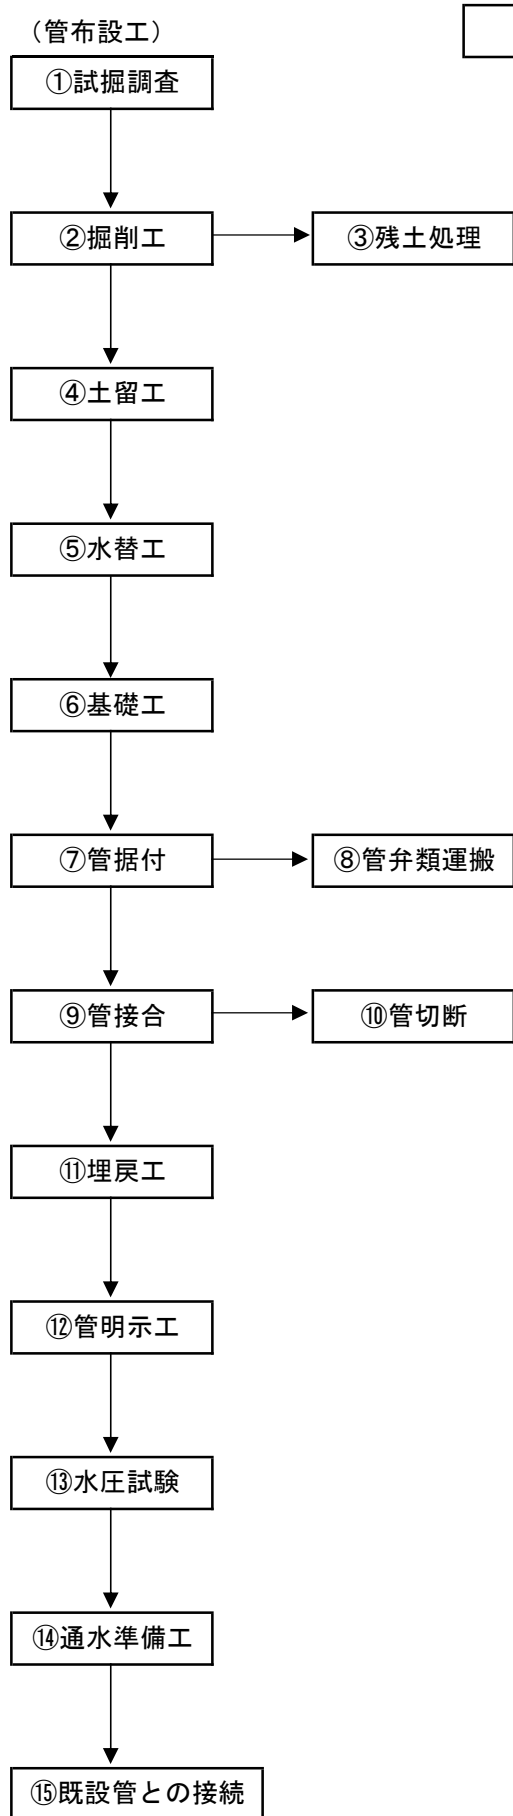 （管布設工）
①試掘調査
②掘削工
③残土処理
④土留工
⑤水替工
⑥基礎工
⑦管据付
⑧管弁類運搬
⑨管接合
⑩管切断
⑪埋戻工
⑫管明示工
⑬水圧試験
⑭通水準備工
⑮既設管との接続